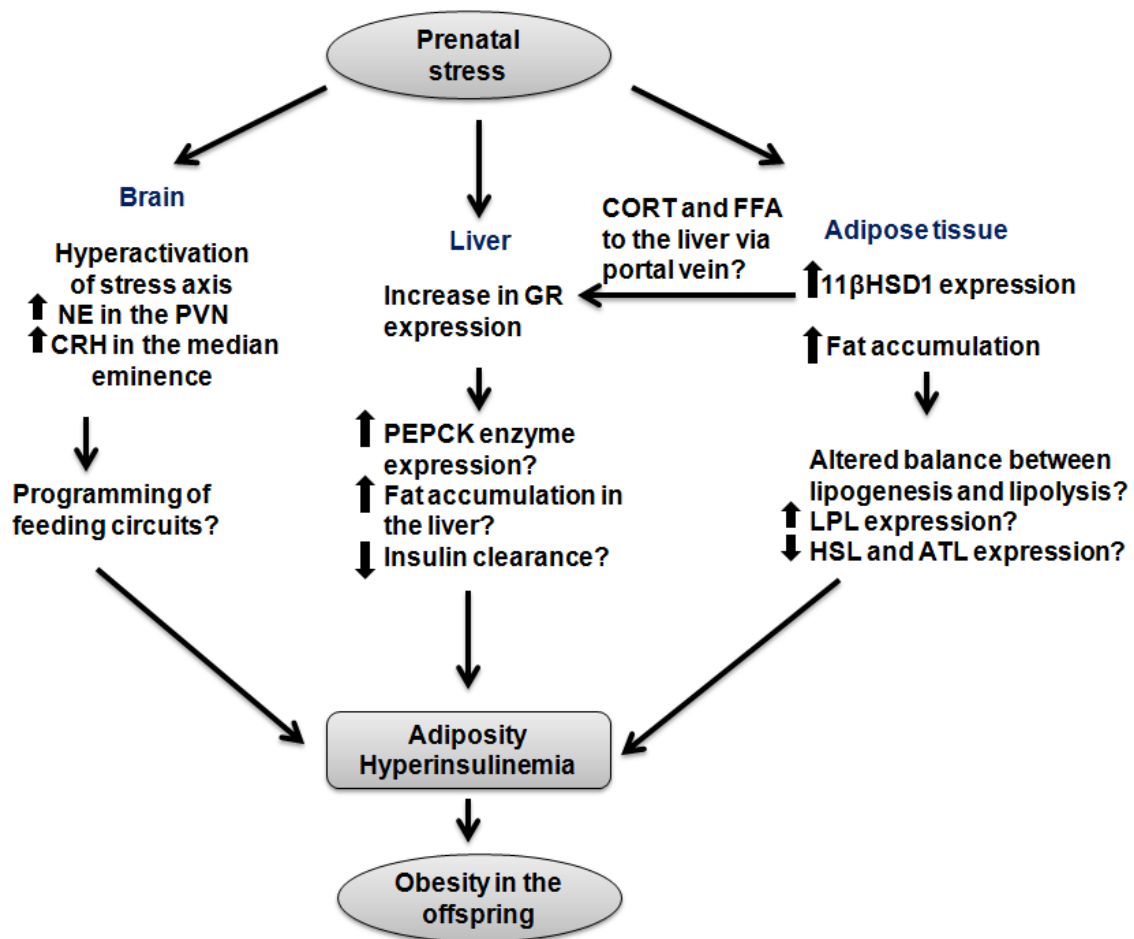 Prenatal
stress
Brain
Hyperactivation
of stress axis
NE in the PVN
CRH in the median
eminence
Programming of
feeding circuits?
Liver
Increase in GR
expression
PEPCK enzyme
expression?
Fat accumulation in
the liver?
Insulin clearance?
CORT and FFA
to the liver via
portal vein?
Adipose tissue
11βHSD1 expression
Fat accumulation
Altered balance between
lipogenesis and lipolysis?
LPL expression?
HSL and ATL expression?
Adiposity
Hyperinsulinemia
Obesity in the
offspring